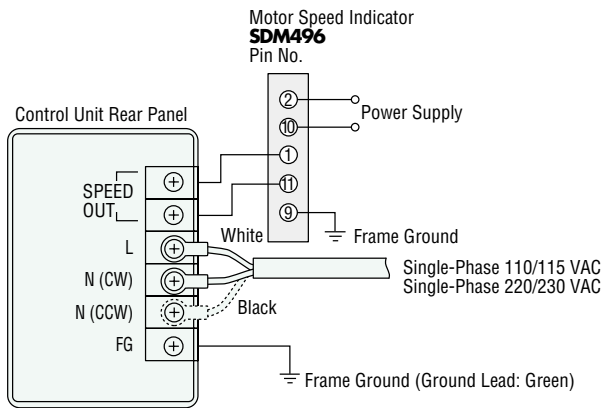 Motor Speed Indicator
SDM496
Pin No.
2
Power Supply
10
1
11
9
Frame Ground
Control Unit Rear Panel
SPEED
OUT
L
N (CW)
N (CCW)
FG
White
Black
Single-Phase 110/115 VAC
Single-Phase 220/230 VAC
Frame Ground (Ground Lead: Green)